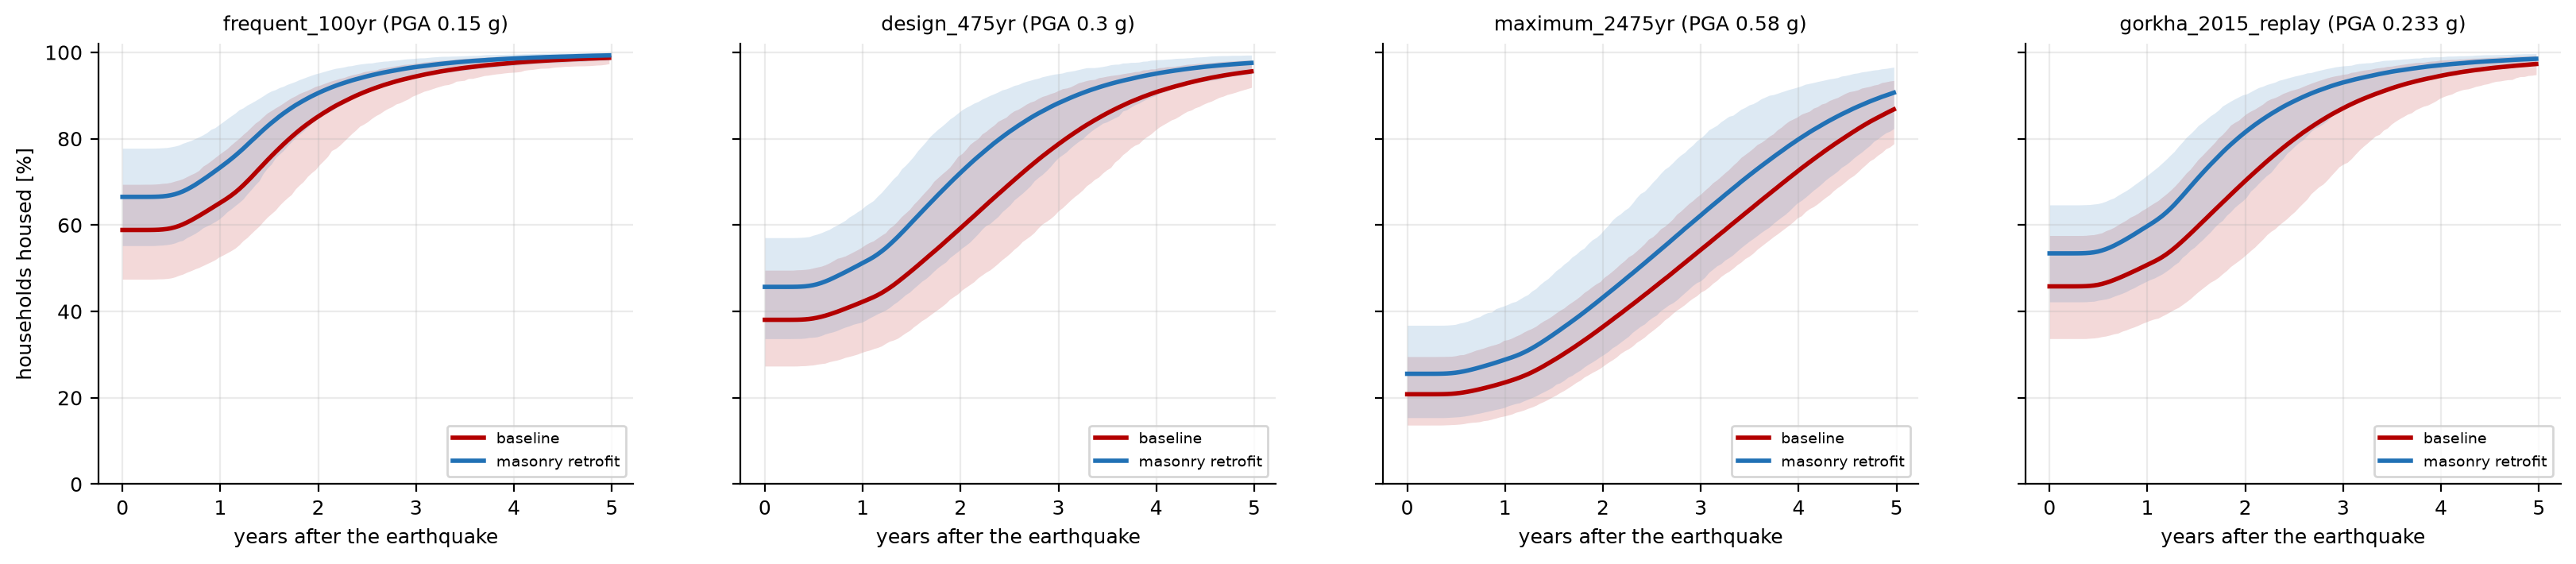 frequent_100yr (PGA 0.15 g)
households housed [%]
100
80
60
40
20
0
baseline
masonry retrofit
0 1 2 3 4 5
years after the earthquake
design_475yr (PGA 0.3 g)
baseline
masonry retrofit
0 1 2 3 4 5
years after the earthquake
maximum_2475yr (PGA 0.58 g)
baseline
masonry retrofit
0 1 2 3 4 5
years after the earthquake
gorkha_2015_replay (PGA 0.233 g)
baseline
masonry retrofit
0 1 2 3 4 5
years after the earthquake